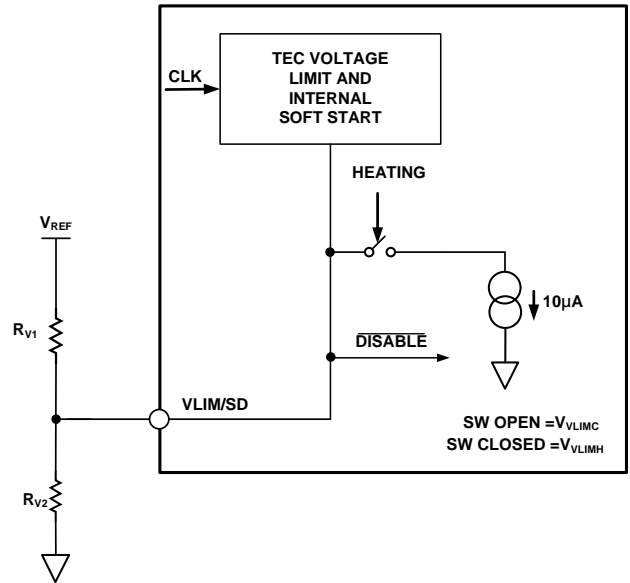 TEC VOLTAGE
LIMIT AND
INTERNAL
SOFT START
CLK
HEATING
VREF
10µA
RV1
DISABLE
VLIM/SD
SW OPEN =VVLIMC
SW CLOSED =VVLIMH
RV2